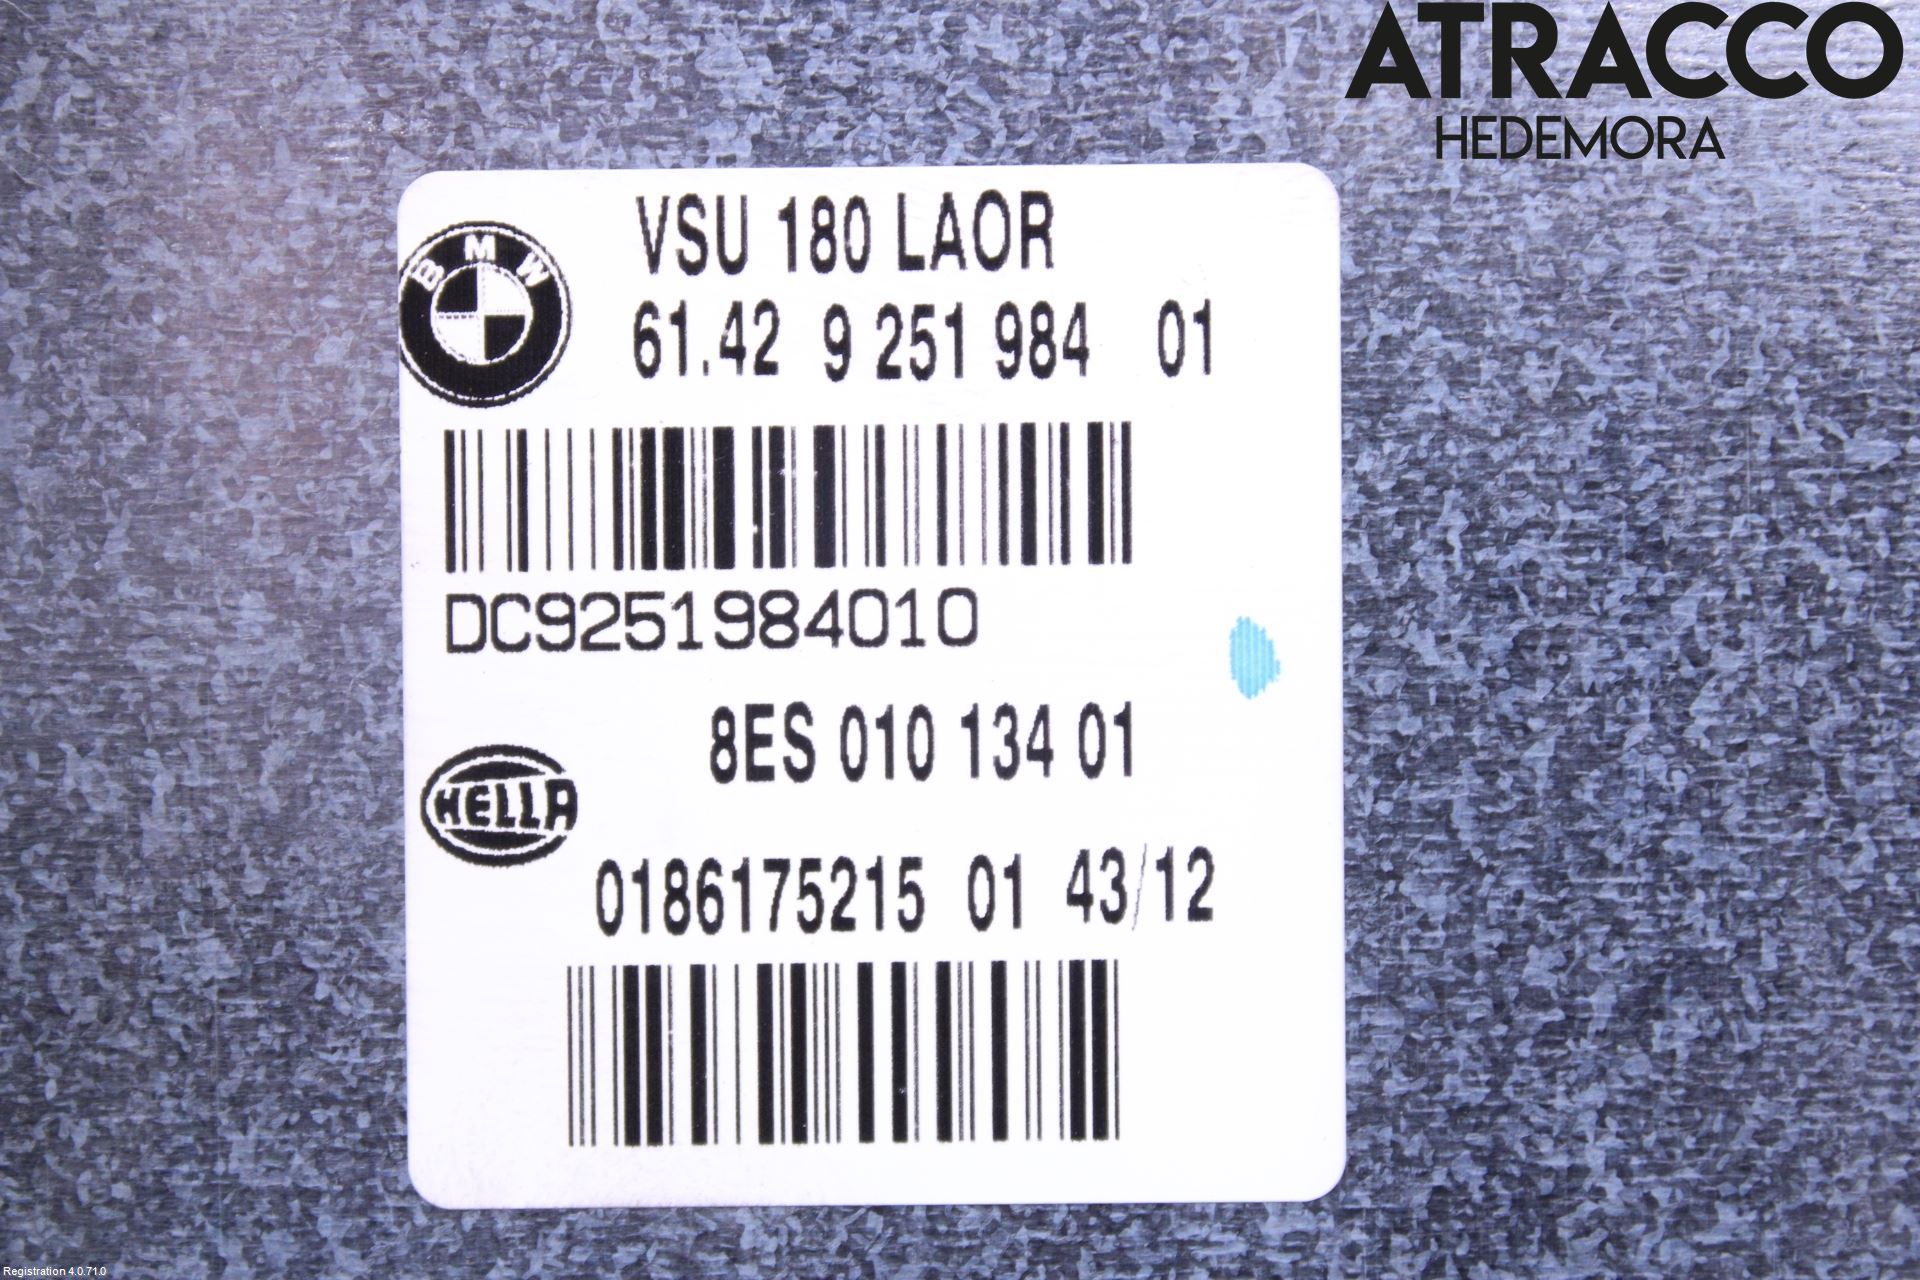 ATRACCO
HEDEMORA
VSU 180 LAOR
BMW
61.42 9 251 984 01
DC9251984010
8ES 010 134 01
HELLA
0186175215 01 43/12
Registration 4.0.71.0